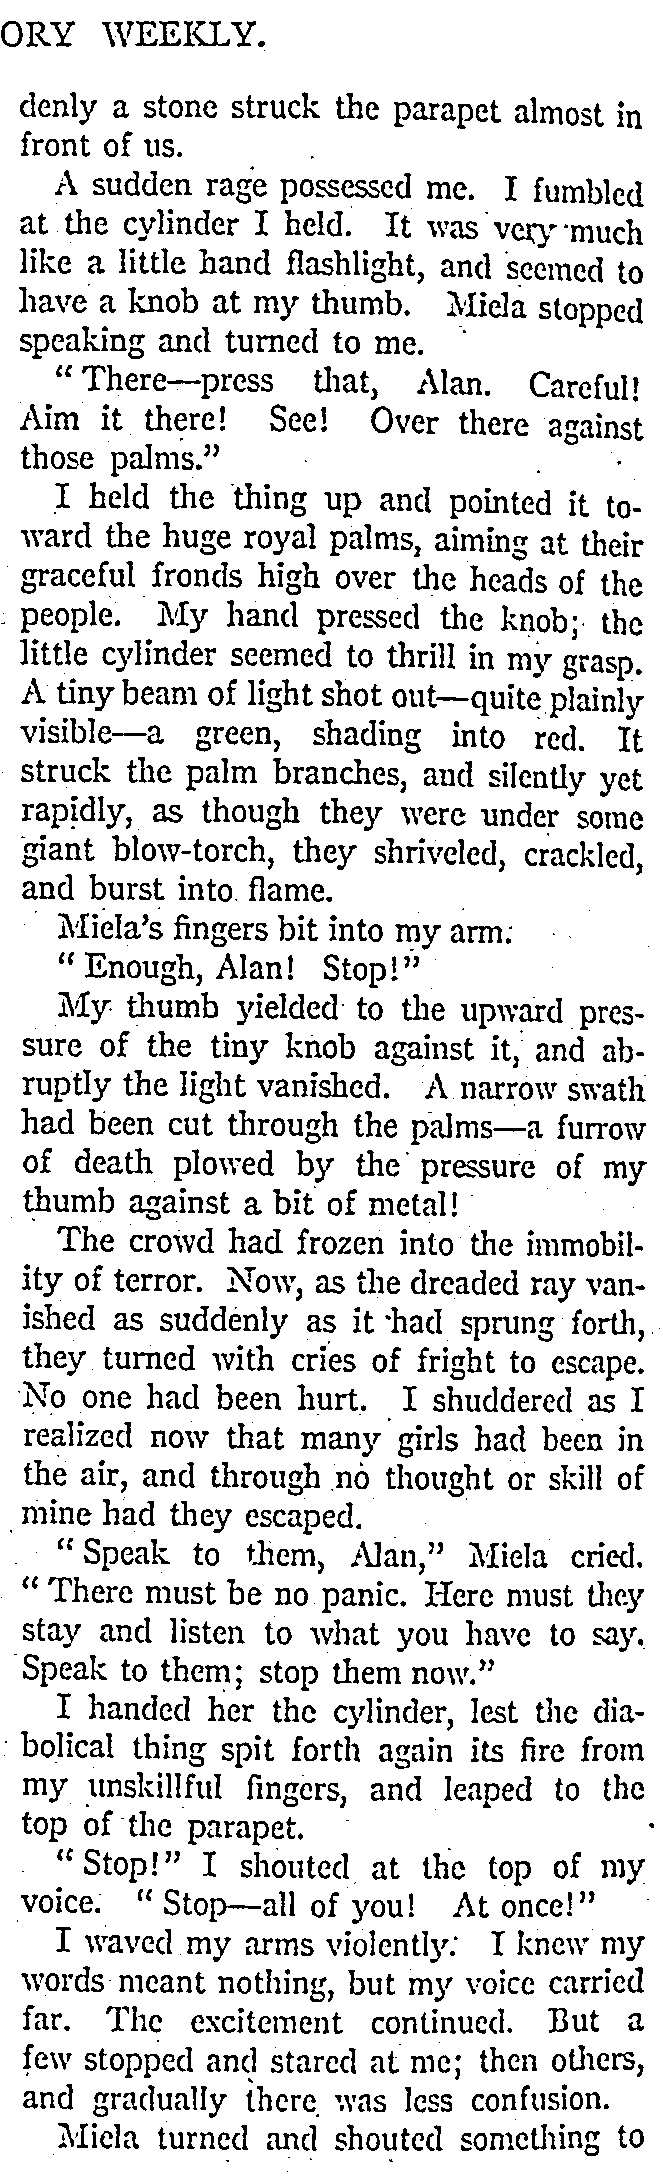 ORY WEEKLY.
denly a stone struck the parapet almost in
front of us.
A sudden rage possessed me. I fumbled
at the cylinder I held. It was very much
like a little hand flashlight, and seemed to
have a knob at my thumb. Miela stopped
speaking and turned to me.
“There—press that, Alan. Careful!
Aim it there! See! Over there against
those palms.”
I held the thing up and pointed it to-
ward the huge royal palms, aiming at their
graceful fronds high over the heads of the
people. My hand pressed the knob; the
little cylinder seemed to thrill in my grasp.
A tiny beam of light shot out—quite plainly
visible—a green, shading into red. It
struck the palm branches, and silently yet
rapidly, as though they were under some
giant blow-torch, they shriveled, crackled,
and burst into flame.
Miela's fingers bit into my arm.
“Enough, Alan! Stop!”
My thumb yielded to the upward pres-
sure of the tiny knob against it, and ab-
ruptly the light vanished. A narrow swath
had been cut through the palms—a furrow
of death plowed by the pressure of my
thumb against a bit of metal!
The crowd had frozen into the immobil-
ity of terror. Now, as the dreaded ray van-
ished as suddenly as it had sprung forth,
they turned with cries of fright to escape.
No one had been hurt. I shuddered as I
realized now that many girls had been in
the air, and through no thought or skill of
mine had they escaped.
“Speak to them, Alan,” Miela cried.
“There must be no panic. Here must they
stay and listen to what you have to say.
Speak to them; stop them now.”
I handed her the cylinder, lest the dia-
bolical thing spit forth again its fire from
my unskillful fingers, and leaped to the
top of the parapet.
“Stop!” I shouted at the top of my
voice. “Stop—all of you! At once!”
I waved my arms violently. I knew my
words meant nothing, but my voice carried
far. The excitement continued. But a
few stopped and stared at me; then others,
and gradually there was less confusion.
Miela turned and shouted something to